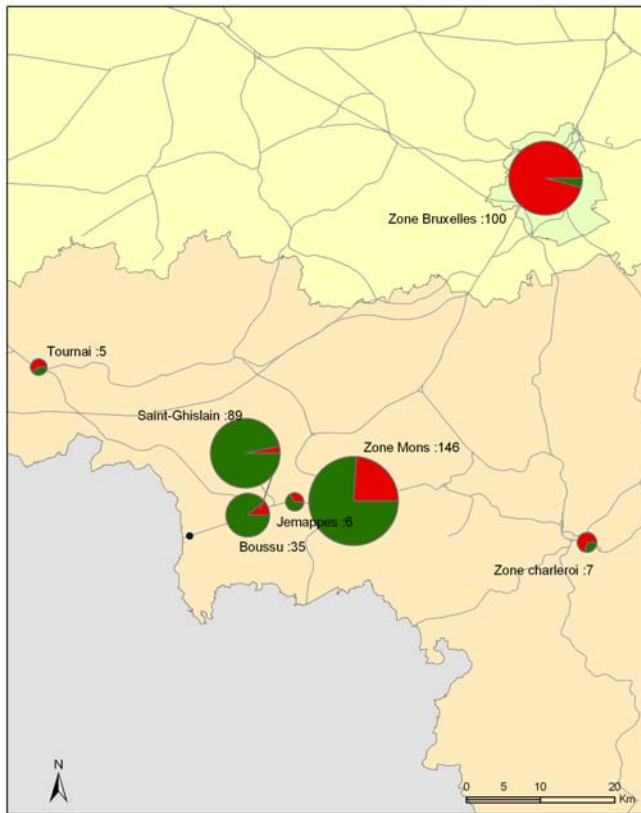 Zone Bruxelles :100
Tournai :5
Saint-Ghislain :89
Zone Mons :146
Jemappes :6
Boussu :35
Zone charleroi :7
N
0 5 10 20
Km